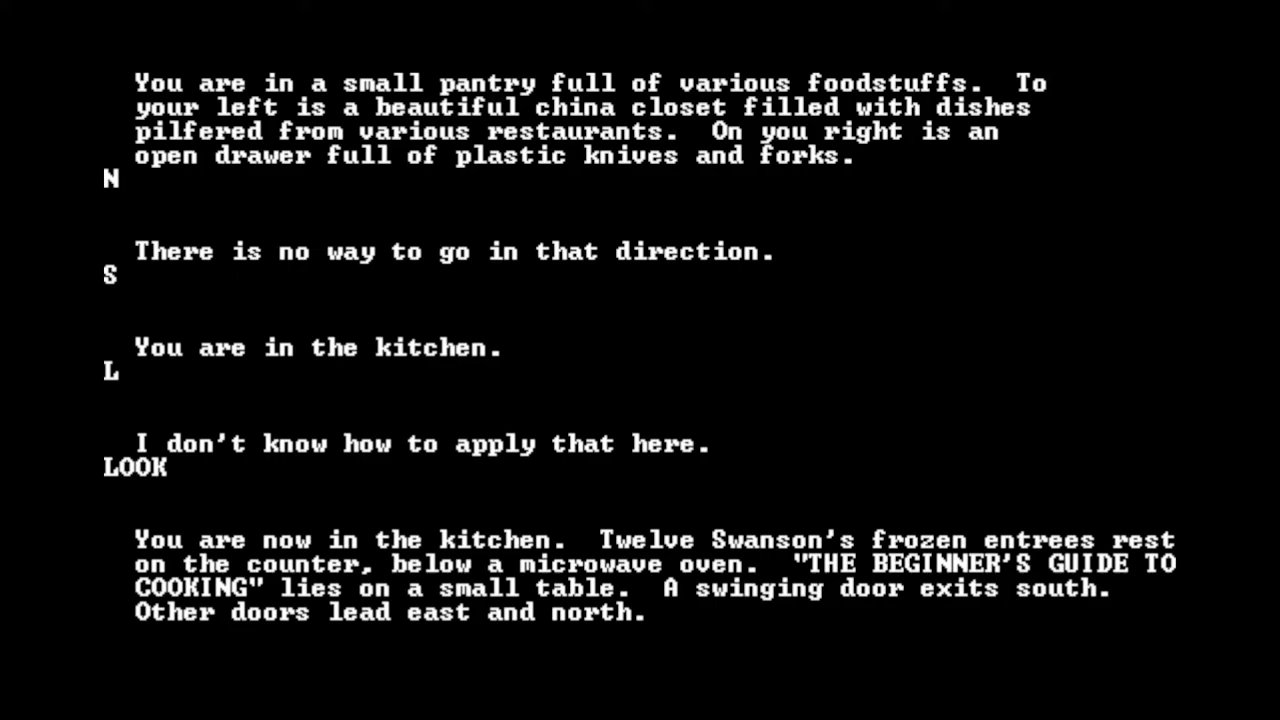 You are in a small pantry full of various foodstuffs.  To
your left is a beautiful china closet filled with dishes
pilfered from various restaurants.  On you right is an
open drawer full of plastic knives and forks.
N
There is no way to go in that direction.
S
You are in the kitchen.
L
I don't know how to apply that here.
LOOK
You are now in the kitchen.  Twelve Swanson's frozen entrees rest
on the counter, below a microwave oven.  "THE BEGINNER'S GUIDE TO
COOKING" lies on a small table.  A swinging door exits south.
Other doors lead east and north.